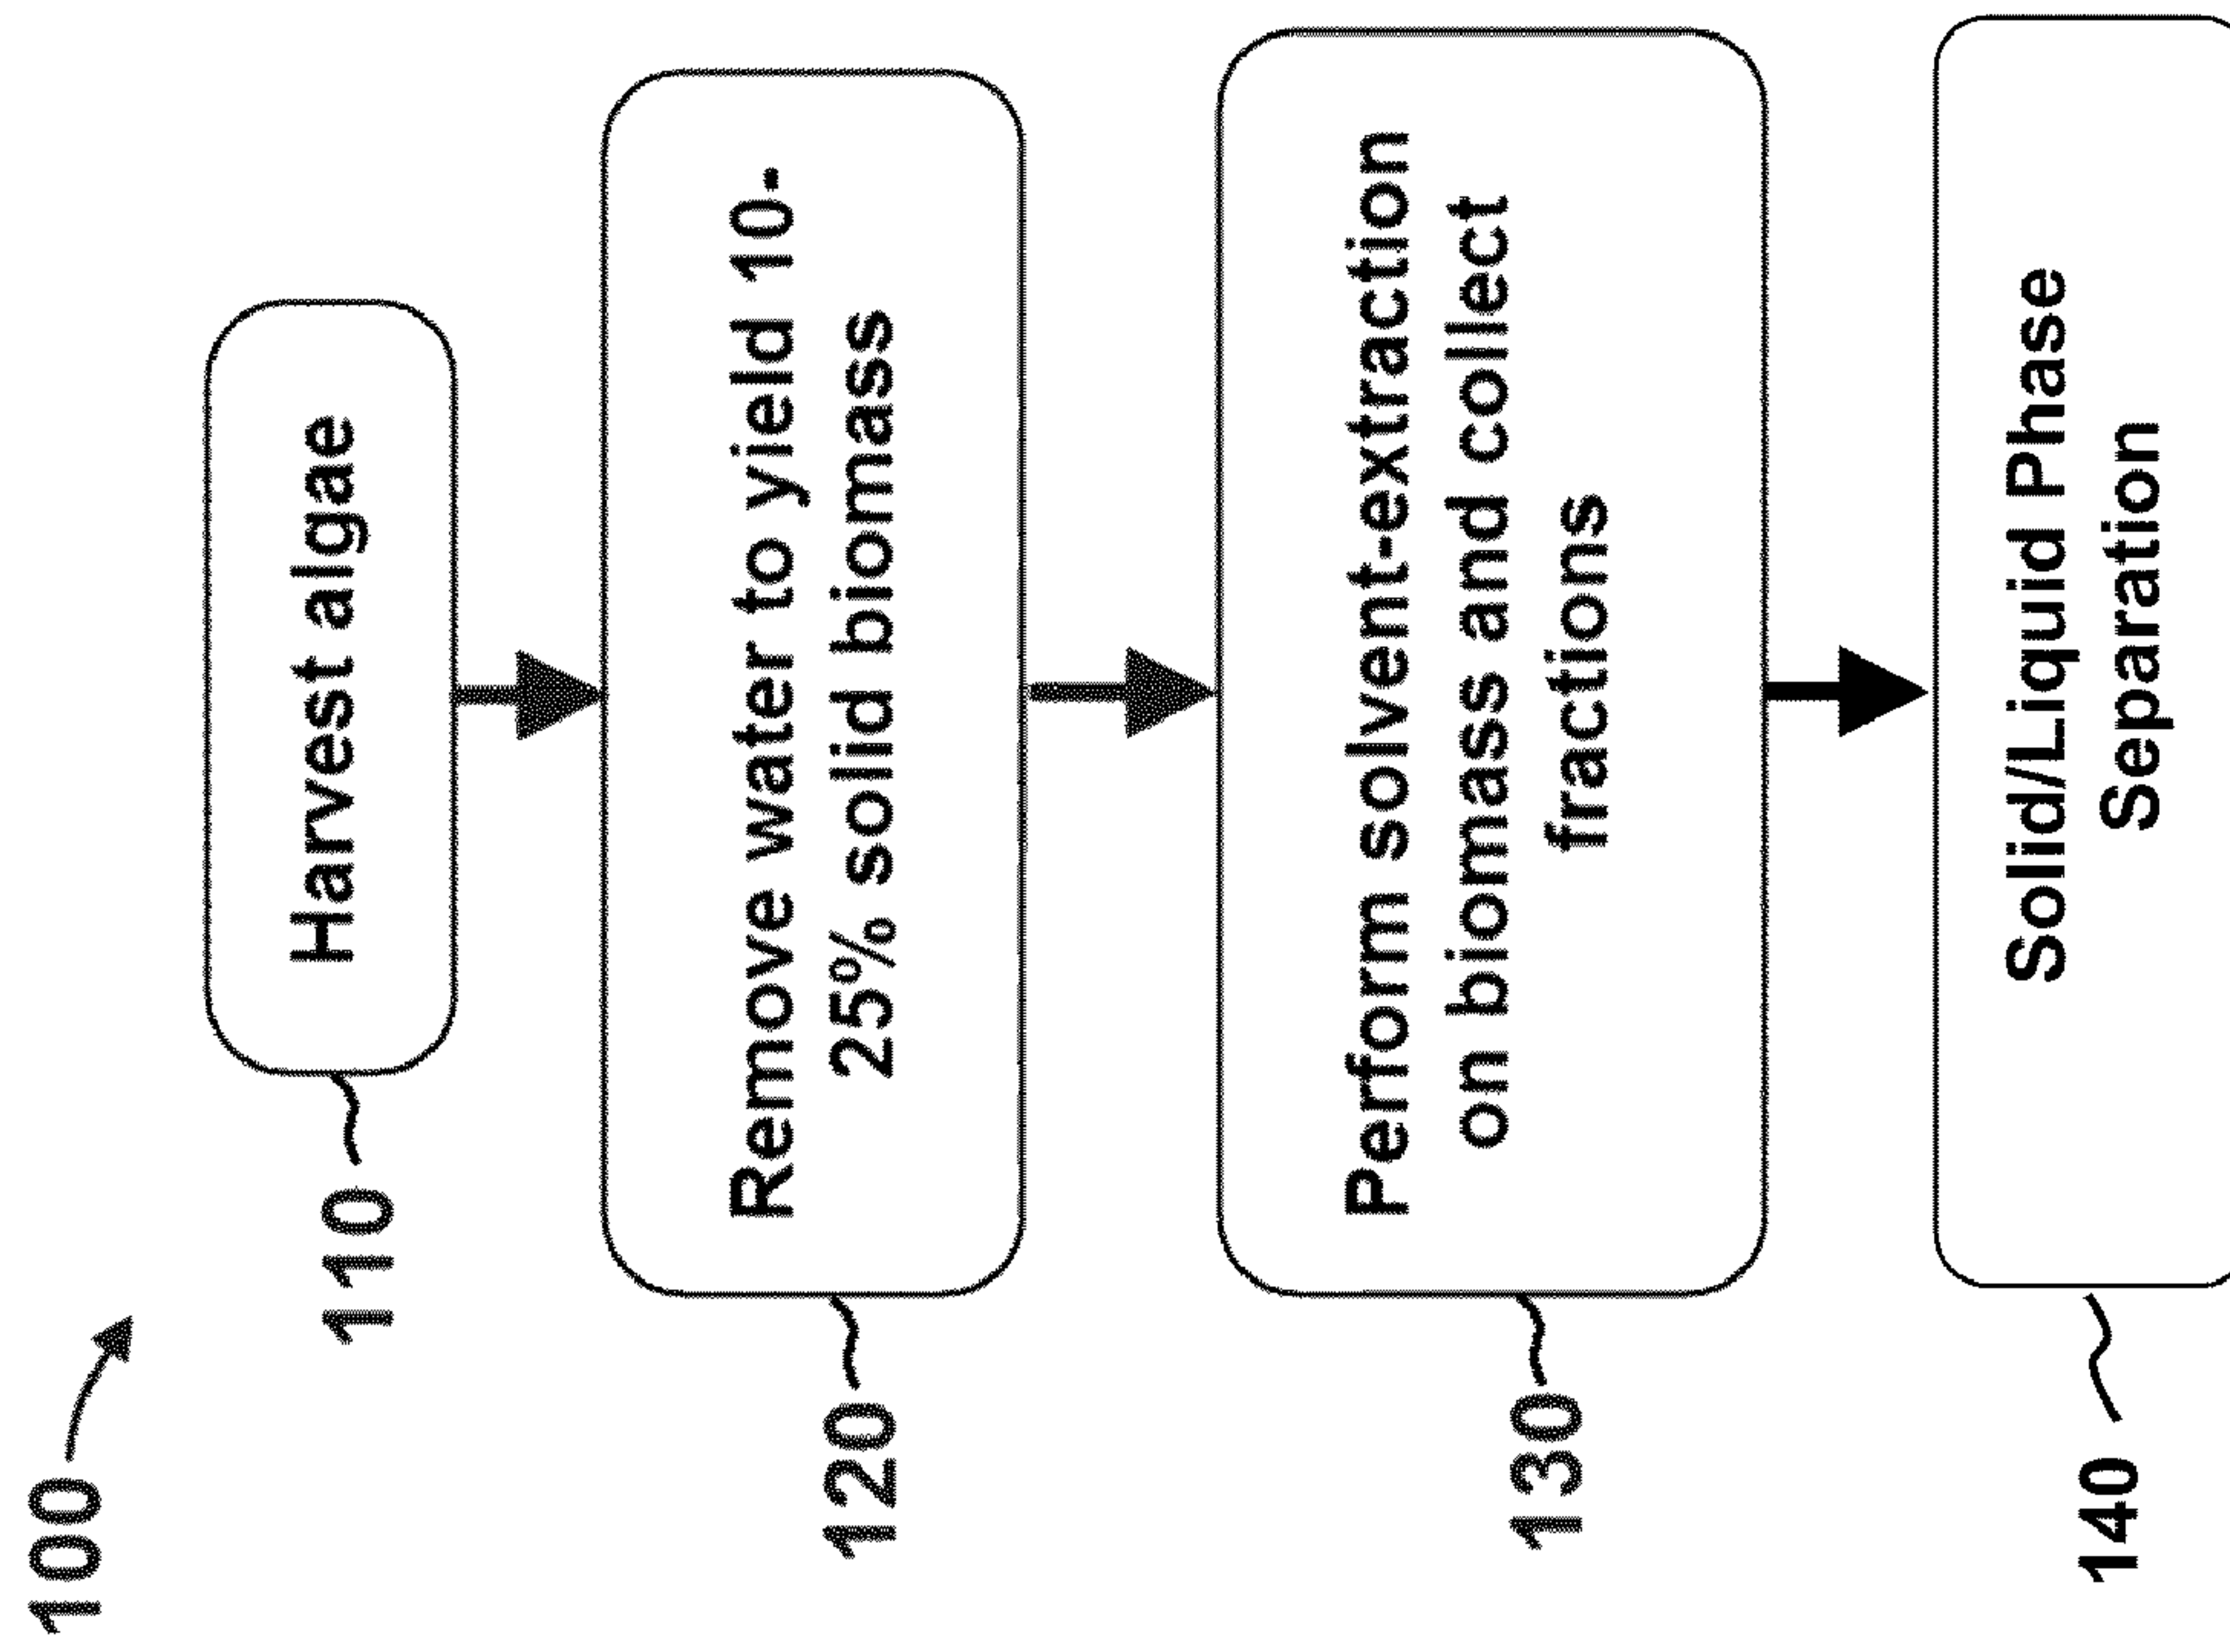 100
110
Harvest algae
120
Remove water to yield 10-
25% solid biomass
130
Perform solvent-extraction
on biomass and collect
fractions
140
Solid/Liquid Phase
Separation